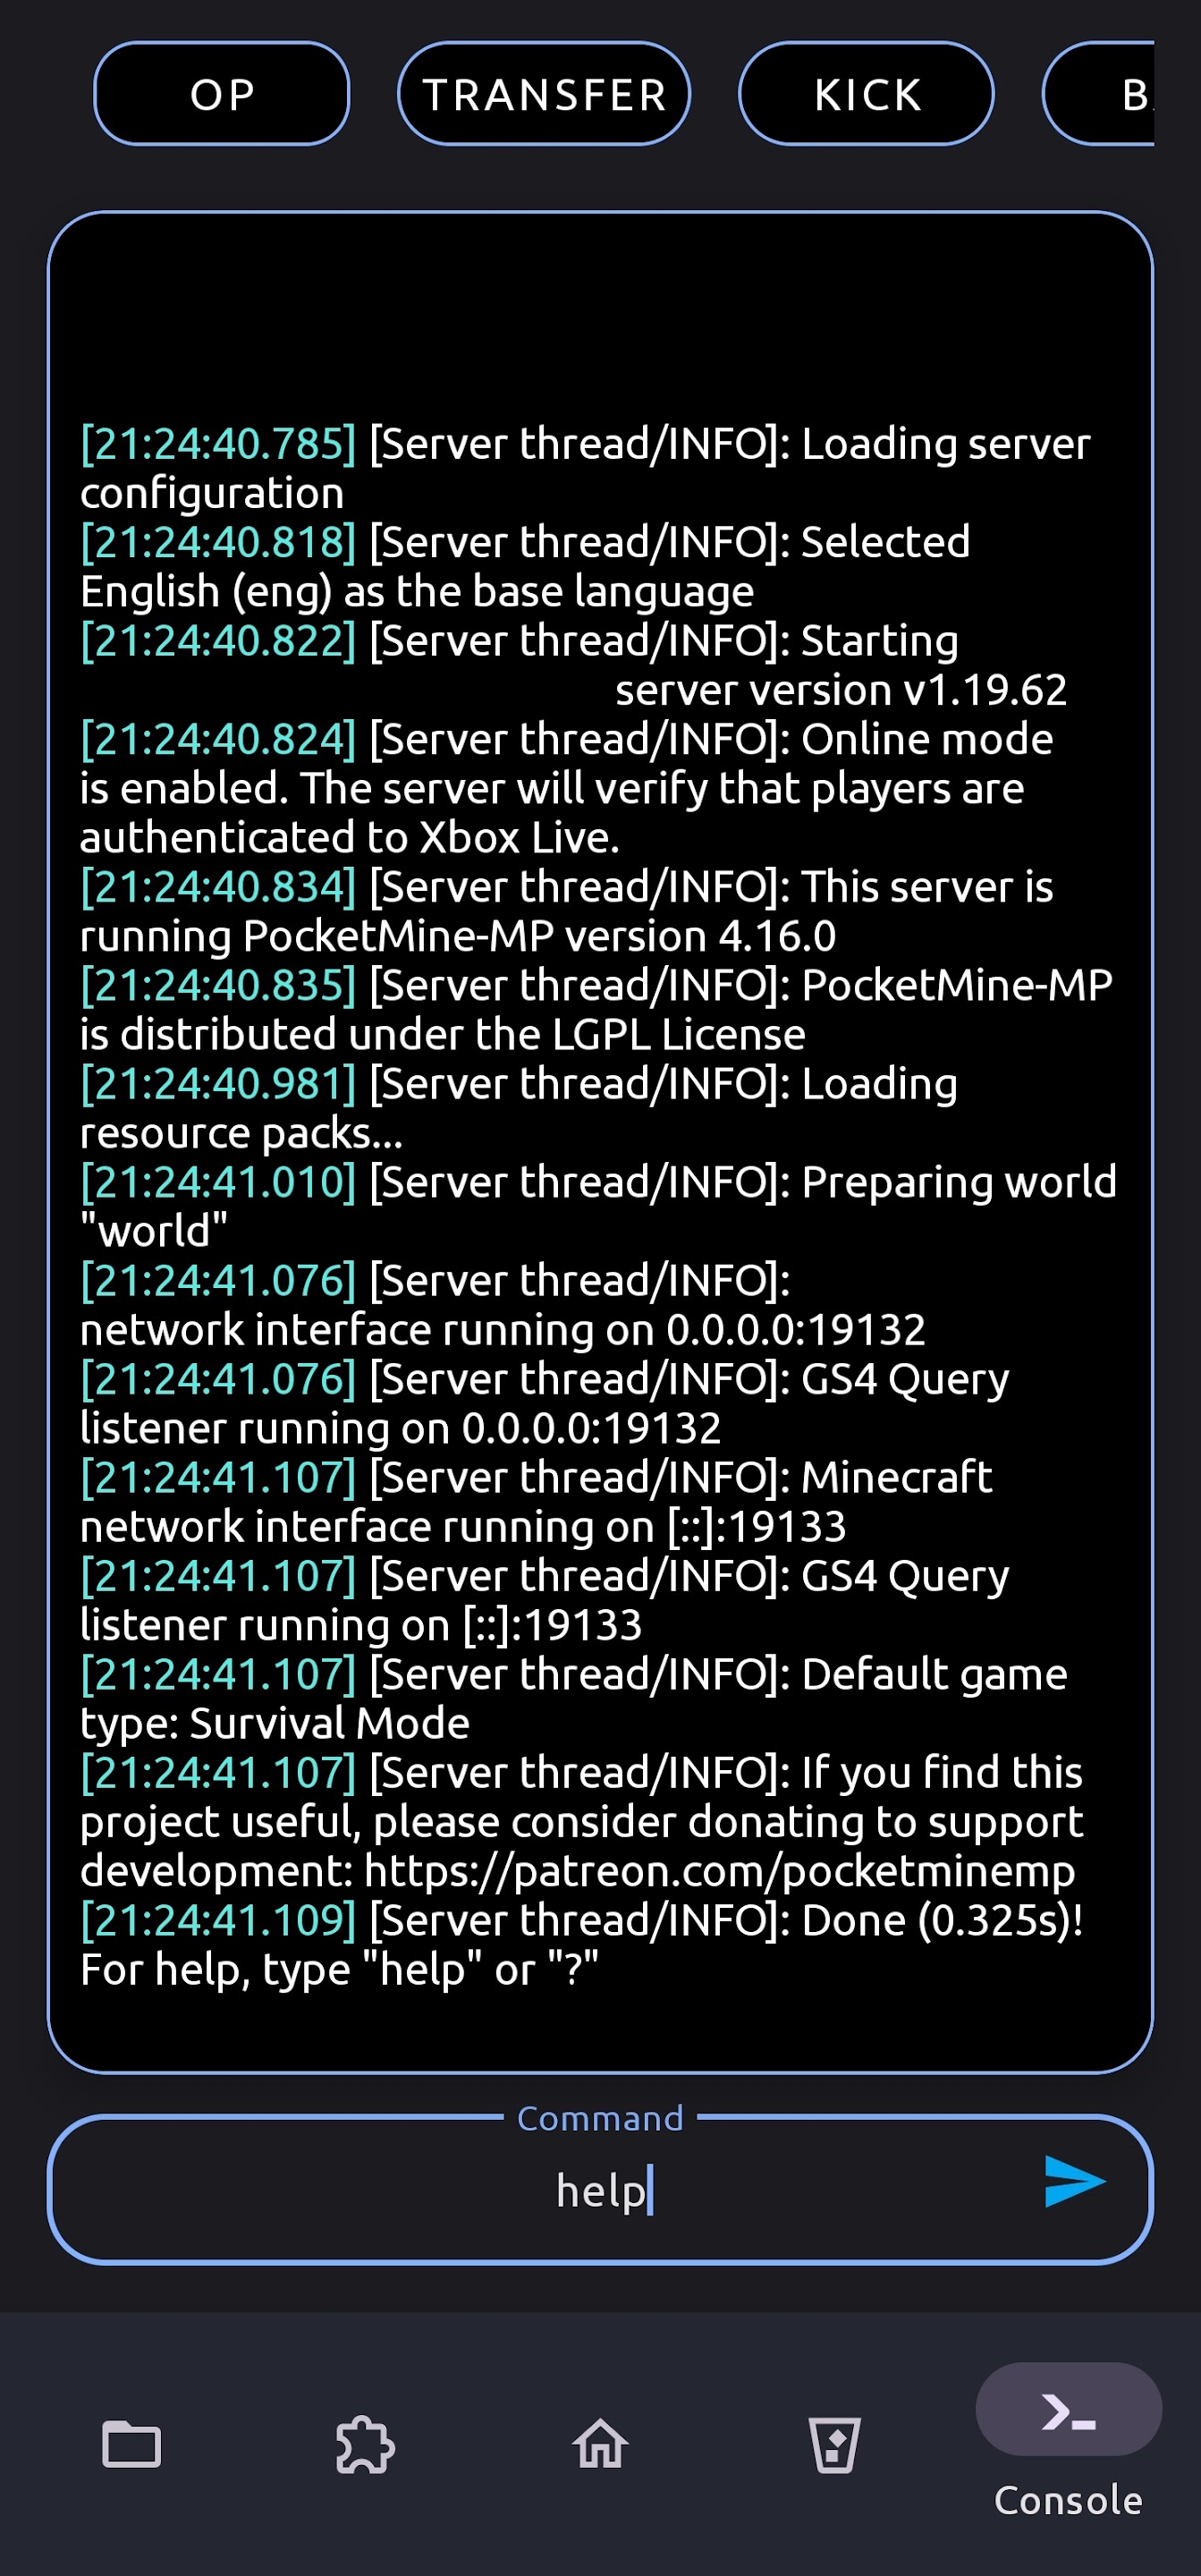 OP TRANSFER KICK
[21:24:40.785] [Server thread/INFO]: Loading server
configuration
[21:24:40.818] [Server thread/INFO]: Selected
English (eng) as the base language
[21:24:40.822] [Server thread/INFO]: Starting
server version v1.19.62
[21:24:40.824] [Server thread/INFO]: Online mode
is enabled. The server will verify that players are
authenticated to Xbox Live.
[21:24:40.834] [Server thread/INFO]: This server is
running PocketMine-MP version 4.16.0
[21:24:40.835] [Server thread/INFO]: PocketMine-MP
is distributed under the LGPL License
[21:24:40.981] [Server thread/INFO]: Loading
resource packs...
[21:24:41.010] [Server thread/INFO]: Preparing world
"world"
[21:24:41.076] [Server thread/INFO]:
network interface running on 0.0.0.0:19132
[21:24:41.076] [Server thread/INFO]: GS4 Query
listener running on 0.0.0.0:19132
[21:24:41.107] [Server thread/INFO]: Minecraft
network interface running on [::]:19133
[21:24:41.107] [Server thread/INFO]: GS4 Query
listener running on [::]:19133
[21:24:41.107] [Server thread/INFO]: Default game
type: Survival Mode
[21:24:41.107] [Server thread/INFO]: If you find this
project useful, please consider donating to support
development: https://patreon.com/pocketminemp
[21:24:41.109] [Server thread/INFO]: Done (0.325s)!
For help, type "help" or "?"
Command
help
Console